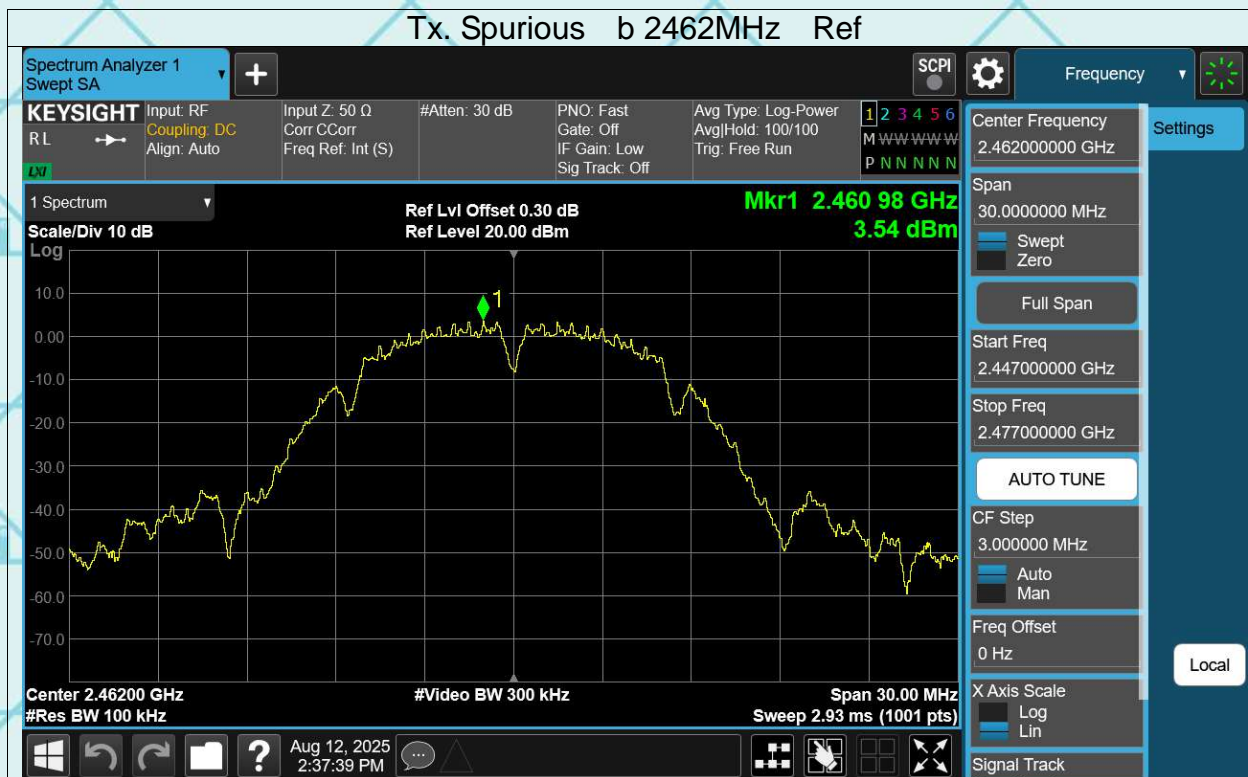 Tx. Spurious b 2462MHz Ref
Spectrum Analyzer 1
Swept SA
+
SCPI
Frequency
KEYSIGHT
R L
LXI
Input: RF
Coupling: DC
Align: Auto
Input Z: 50 Ω
Corr CCorr
Freq Ref: Int (S)
#Atten: 30 dB
PNO: Fast
Gate: Off
IF Gain: Low
Sig Track: Off
Avg Type: Log-Power
Avg|Hold: 100/100
Trig: Free Run
1 2 3 4 5 6
M W W W W W
P N N N N N
1 Spectrum
Scale/Div 10 dB
Log
Ref Lvl Offset 0.30 dB
Ref Level 20.00 dBm
Mkr1 2.460 98 GHz
3.54 dBm
1
10.0
0.00
-10.0
-20.0
-30.0
-40.0
-50.0
-60.0
-70.0
Center 2.46200 GHz
#Res BW 100 kHz
#Video BW 300 kHz
Span 30.00 MHz
Sweep 2.93 ms (1001 pts)
Center Frequency
2.462000000 GHz
Settings
Span
30.0000000 MHz
Swept
Zero
Full Span
Start Freq
2.447000000 GHz
Stop Freq
2.477000000 GHz
AUTO TUNE
CF Step
3.000000 MHz
Auto
Man
Freq Offset
0 Hz
Local
X Axis Scale
Log
Lin
Signal Track
?
Aug 12, 2025
2:37:39 PM